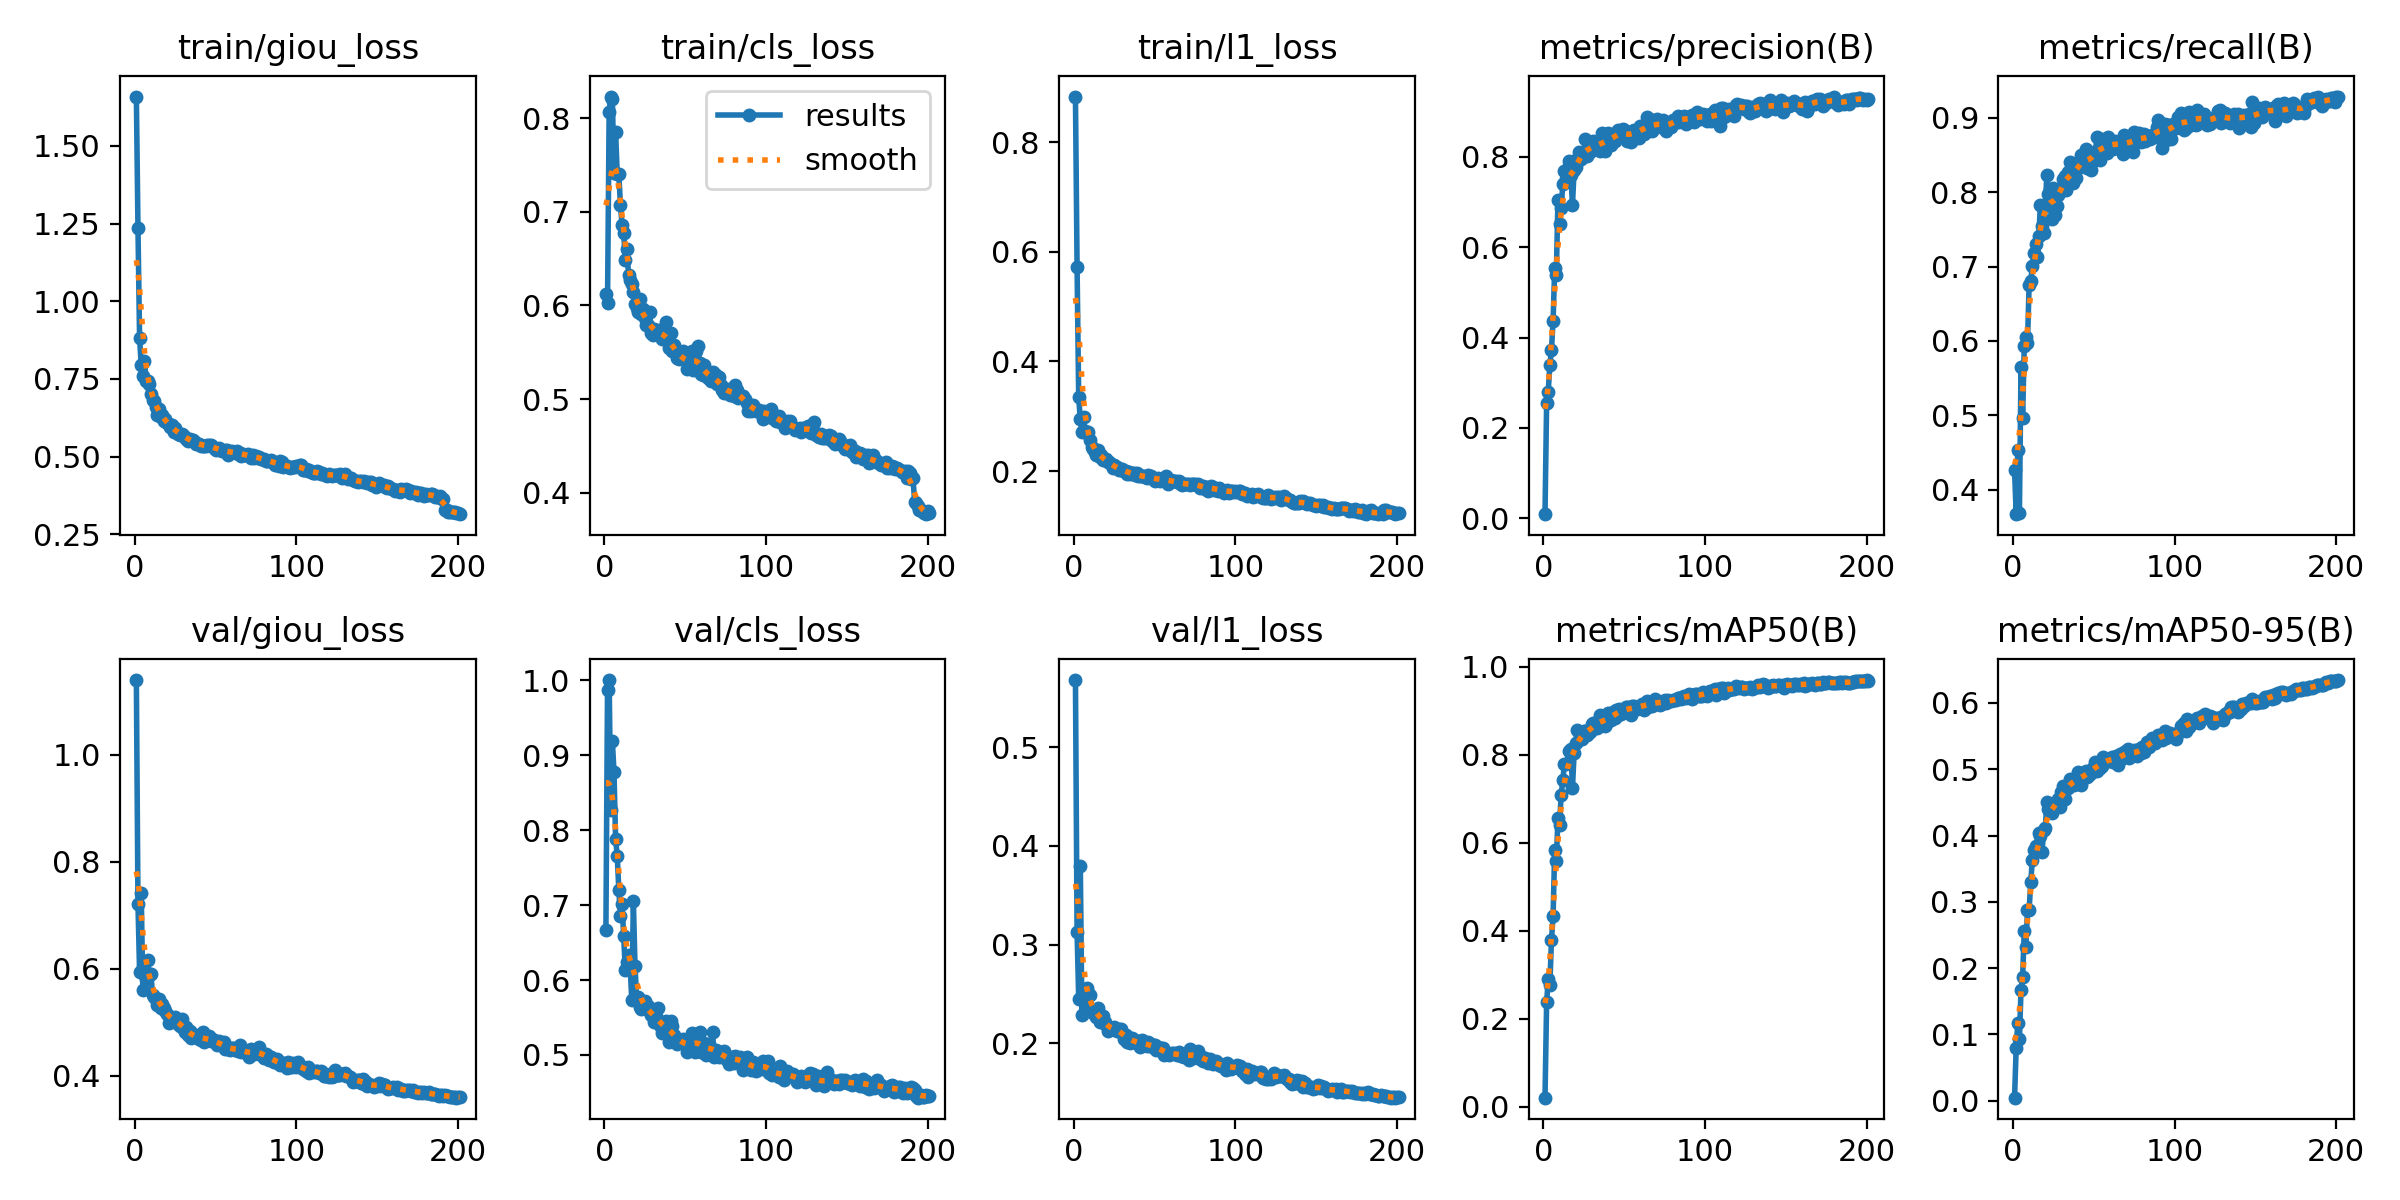 train/giou_loss
1.50
1.25
1.00
0.75
0.50
0.25
0 100 200
train/cls_loss
results
smooth
0.8
0.7
0.6
0.5
0.4
0 100 200
train/l1_loss
0.8
0.6
0.4
0.2
0 100 200
metrics/precision(B)
0.8
0.6
0.4
0.2
0.0
0 100 200
metrics/recall(B)
0.9
0.8
0.7
0.6
0.5
0.4
0 100 200
val/giou_loss
1.0
0.8
0.6
0.4
0 100 200
val/cls_loss
1.0
0.9
0.8
0.7
0.6
0.5
0 100 200
val/l1_loss
0.5
0.4
0.3
0.2
0 100 200
metrics/mAP50(B)
1.0
0.8
0.6
0.4
0.2
0.0
0 100 200
metrics/mAP50-95(B)
0.6
0.5
0.4
0.3
0.2
0.1
0.0
0 100 200